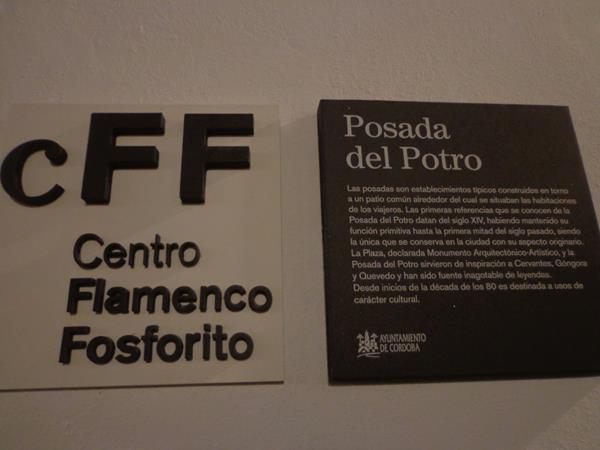 cFF
Centro
Flamenco
Fosforito
Posada
del Potro
Las posadas son establecimientos típicos construidos en torno
a un patio común alrededor del cual se situaban las habitaciones
de los viajeros. Las primeras referencias que se conocen de la
Posada del Potro datan del siglo XIV, habiendo mantenido su
función primitiva hasta la primera mitad del siglo pasado, siendo
la única que se conserva en la ciudad con su aspecto originario.
La Plaza, declarada Monumento Arquitectónico-Artístico, y la
Posada del Potro sirvieron de inspiración a Cervantes, Góngora
y Quevedo y han sido fuente inagotable de leyendas.
Desde inicios de la década de los 80 es destinada a usos de
carácter cultural.
AYUNTAMIENTO
DE CORDOBA